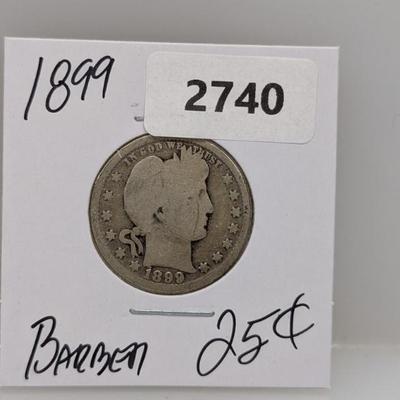 1899
2740
IN GOD WE TRUST
1899
BARBER
25¢